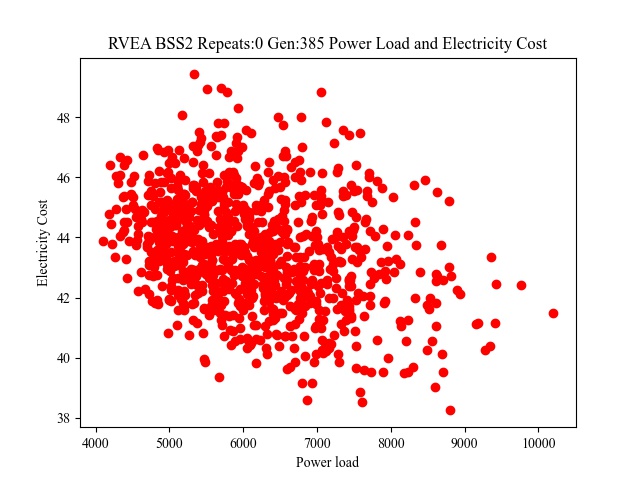 RVEA BSS2 Repeats:0 Gen:385 Power Load and Electricity Cost
48
46
44
42
40
38
Electricity Cost
4000 5000 6000 7000 8000 9000 10000
Power load